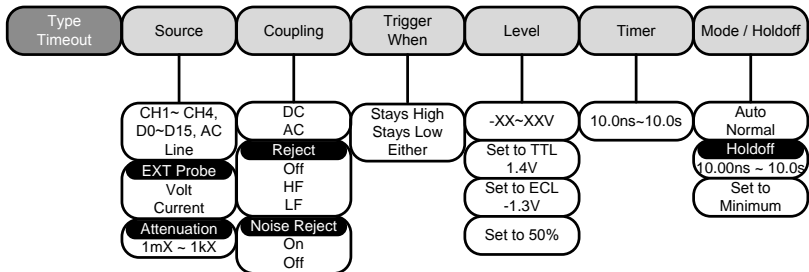 Type
Timeout
Source
Coupling
Trigger
When
Level
Timer
Mode / Holdoff
CH1~ CH4,
D0~D15, AC
Line
EXT Probe
Volt
Current
Attenuation
1mX ~ 1kX
DC
AC
Reject
Off
HF
LF
Noise Reject
On
Off
Stays High
Stays Low
Either
-XX~XXV
Set to TTL
1.4V
Set to ECL
-1.3V
Set to 50%
10.0ns~10.0s
Auto
Normal
Holdoff
10.00ns ~ 10.0s
Set to
Minimum